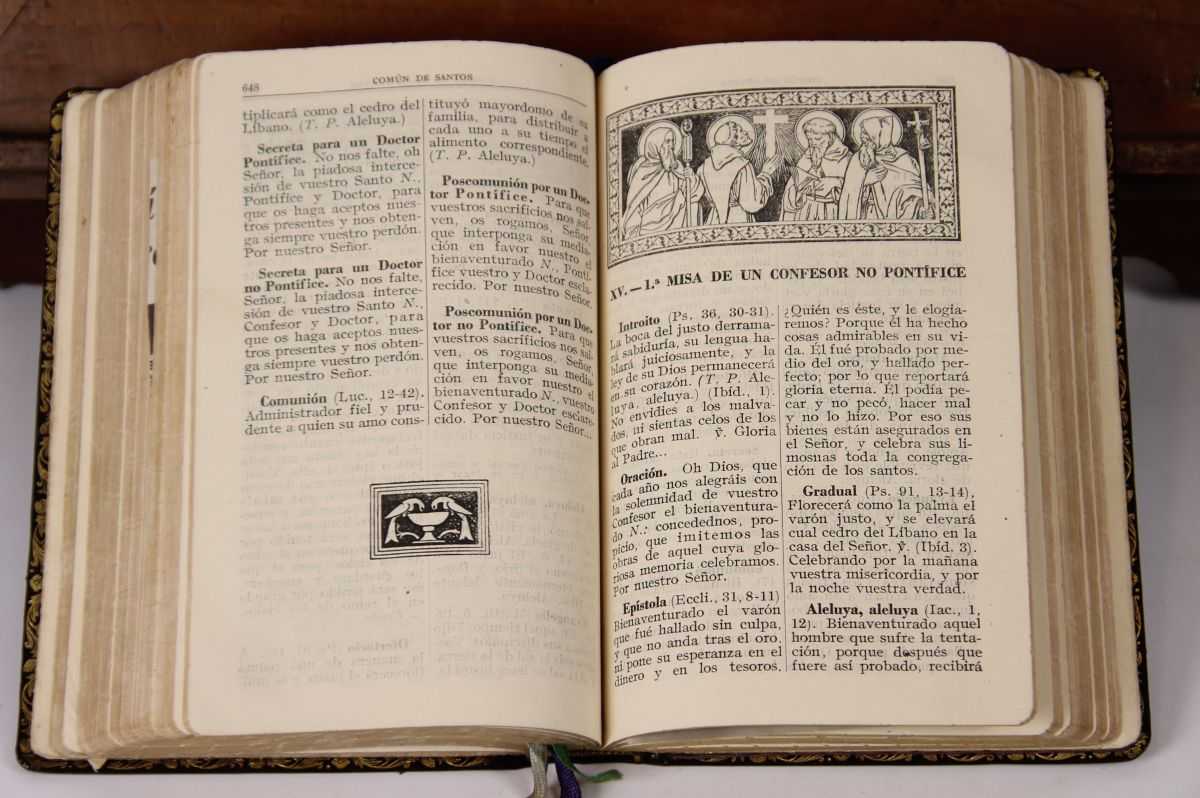 648
COMÚN DE SANTOS
tiplicará como el cedro del
Líbano. (T. P. Aleluya.)
Secreta para un Doctor
Pontífice. No nos falte, oh
Señor, la piadosa interce-
sión de vuestro Santo N.,
Pontífice y Doctor, para
que os haga aceptos nues-
tros presentes y nos obten-
ga siempre vuestro perdón.
Por nuestro Señor.
Secreta para un Doctor
no Pontífice. No nos falte,
Señor, la piadosa interce-
sión de vuestro Santo N.,
Confesor y Doctor, para
que os haga aceptos nues-
tros presentes y nos obten-
ga siempre vuestro perdón.
Por nuestro Señor.
Comunión (Luc., 12-42).
Administrador fiel y pru-
dente a quien su amo cons-
tituyó mayordomo de su
familia, para distribuir a
cada uno a su tiempo el
alimento correspondiente.
(T. P. Aleluya.)
Poscomunión por un Doc-
tor Pontífice. Para que
vuestros sacrificios nos sal-
ven, os rogamos, Señor,
que interponga su media-
ción en favor nuestro el
bienaventurado N., Pontí-
fice vuestro y Doctor escla-
recido. Por nuestro Señor.
Poscomunión por un Doc-
tor no Pontífice. Para que
vuestros sacrificios nos sal-
ven, os rogamos, Señor,
que interponga su media-
ción en favor nuestro el
bienaventurado N., vuestro
Confesor y Doctor esclare-
cido. Por nuestro Señor...
XV.—1.ª MISA DE UN CONFESOR NO PONTÍFICE
Introito (Ps. 36, 30-31).
La boca del justo derrama-
rá sabiduría, su lengua ha-
blará juiciosamente, y la
ley de su Dios permanecerá
en su corazón. (T. P. Ale-
luya, aleluya.) (Ibíd., 1).
No envidies a los malva-
dos, ni sientas celos de los
que obran mal. ℣. Gloria
al Padre...
Oración. Oh Dios, que
cada año nos alegráis con
la solemnidad de vuestro
Confesor el bienaventura-
do N.: concedednos, pro-
picio, que imitemos las
obras de aquel cuya glo-
riosa memoria celebramos.
Por nuestro Señor.
Epístola (Eccli., 31, 8-11)
Bienaventurado el varón
que fué hallado sin culpa,
y que no anda tras el oro,
ni pone su esperanza en el
dinero y en los tesoros.
¿Quién es éste, y le elogia-
remos? Porque él ha hecho
cosas admirables en su vi-
da. Él fué probado por me-
dio del oro, y hallado per-
fecto; por lo que reportará
gloria eterna. Él podía pe-
car y no pecó, hacer mal
y no lo hizo. Por eso sus
bienes están asegurados en
el Señor, y celebra sus li-
mosnas toda la congrega-
ción de los santos.
Gradual (Ps. 91, 13-14),
Florecerá como la palma el
varón justo, y se elevará
cual cedro del Líbano en la
casa del Señor. ℣. (Ibíd. 3).
Celebrando por la mañana
vuestra misericordia, y por
la noche vuestra verdad.
Aleluya, aleluya (Iac., 1,
12). Bienaventurado aquel
hombre que sufre la tenta-
ción, porque después que
fuere así probado, recibirá